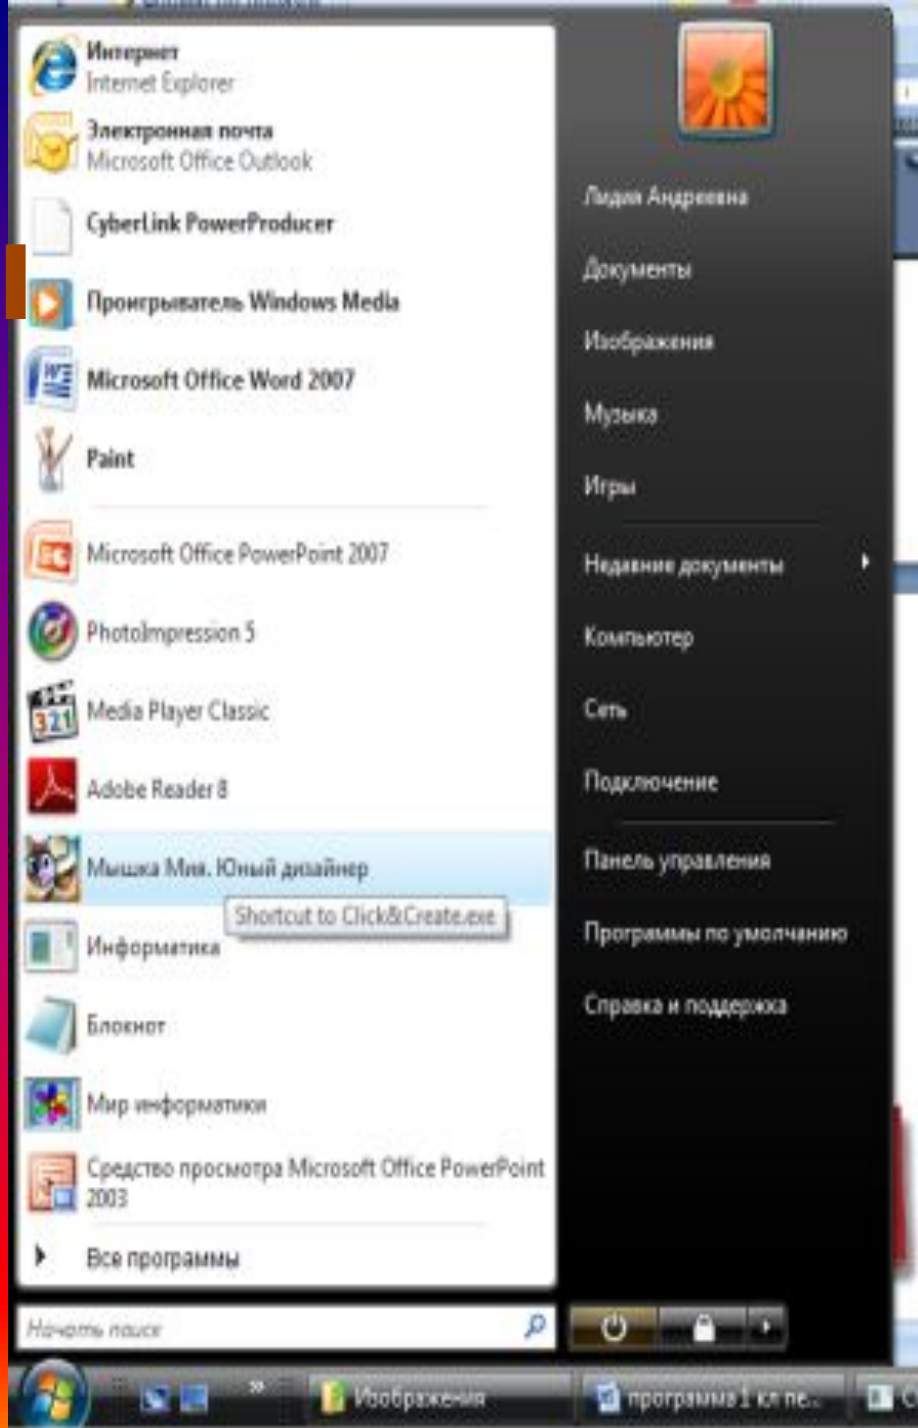 Интернет
Internet Explorer
Электронная почта
Microsoft Office Outlook
CyberLink PowerProducer
Проигрыватель Windows Media
Microsoft Office Word 2007
Paint
Microsoft Office PowerPoint 2007
PhotoImpression 5
Media Player Classic
Adobe Reader 8
Мышка Мия. Юный дизайнер
Shortcut to Click&Create.exe
Информатика
Блокнот
Мир информатики
Средство просмотра Microsoft Office PowerPoint
2003
Все программы
Начать поиск
Лидия Андреевна
Документы
Изображения
Музыка
Игры
Недавние документы
Компьютер
Сеть
Подключение
Панель управления
Программы по умолчанию
Справка и поддержка
Изображения
программа 1 кл пе...